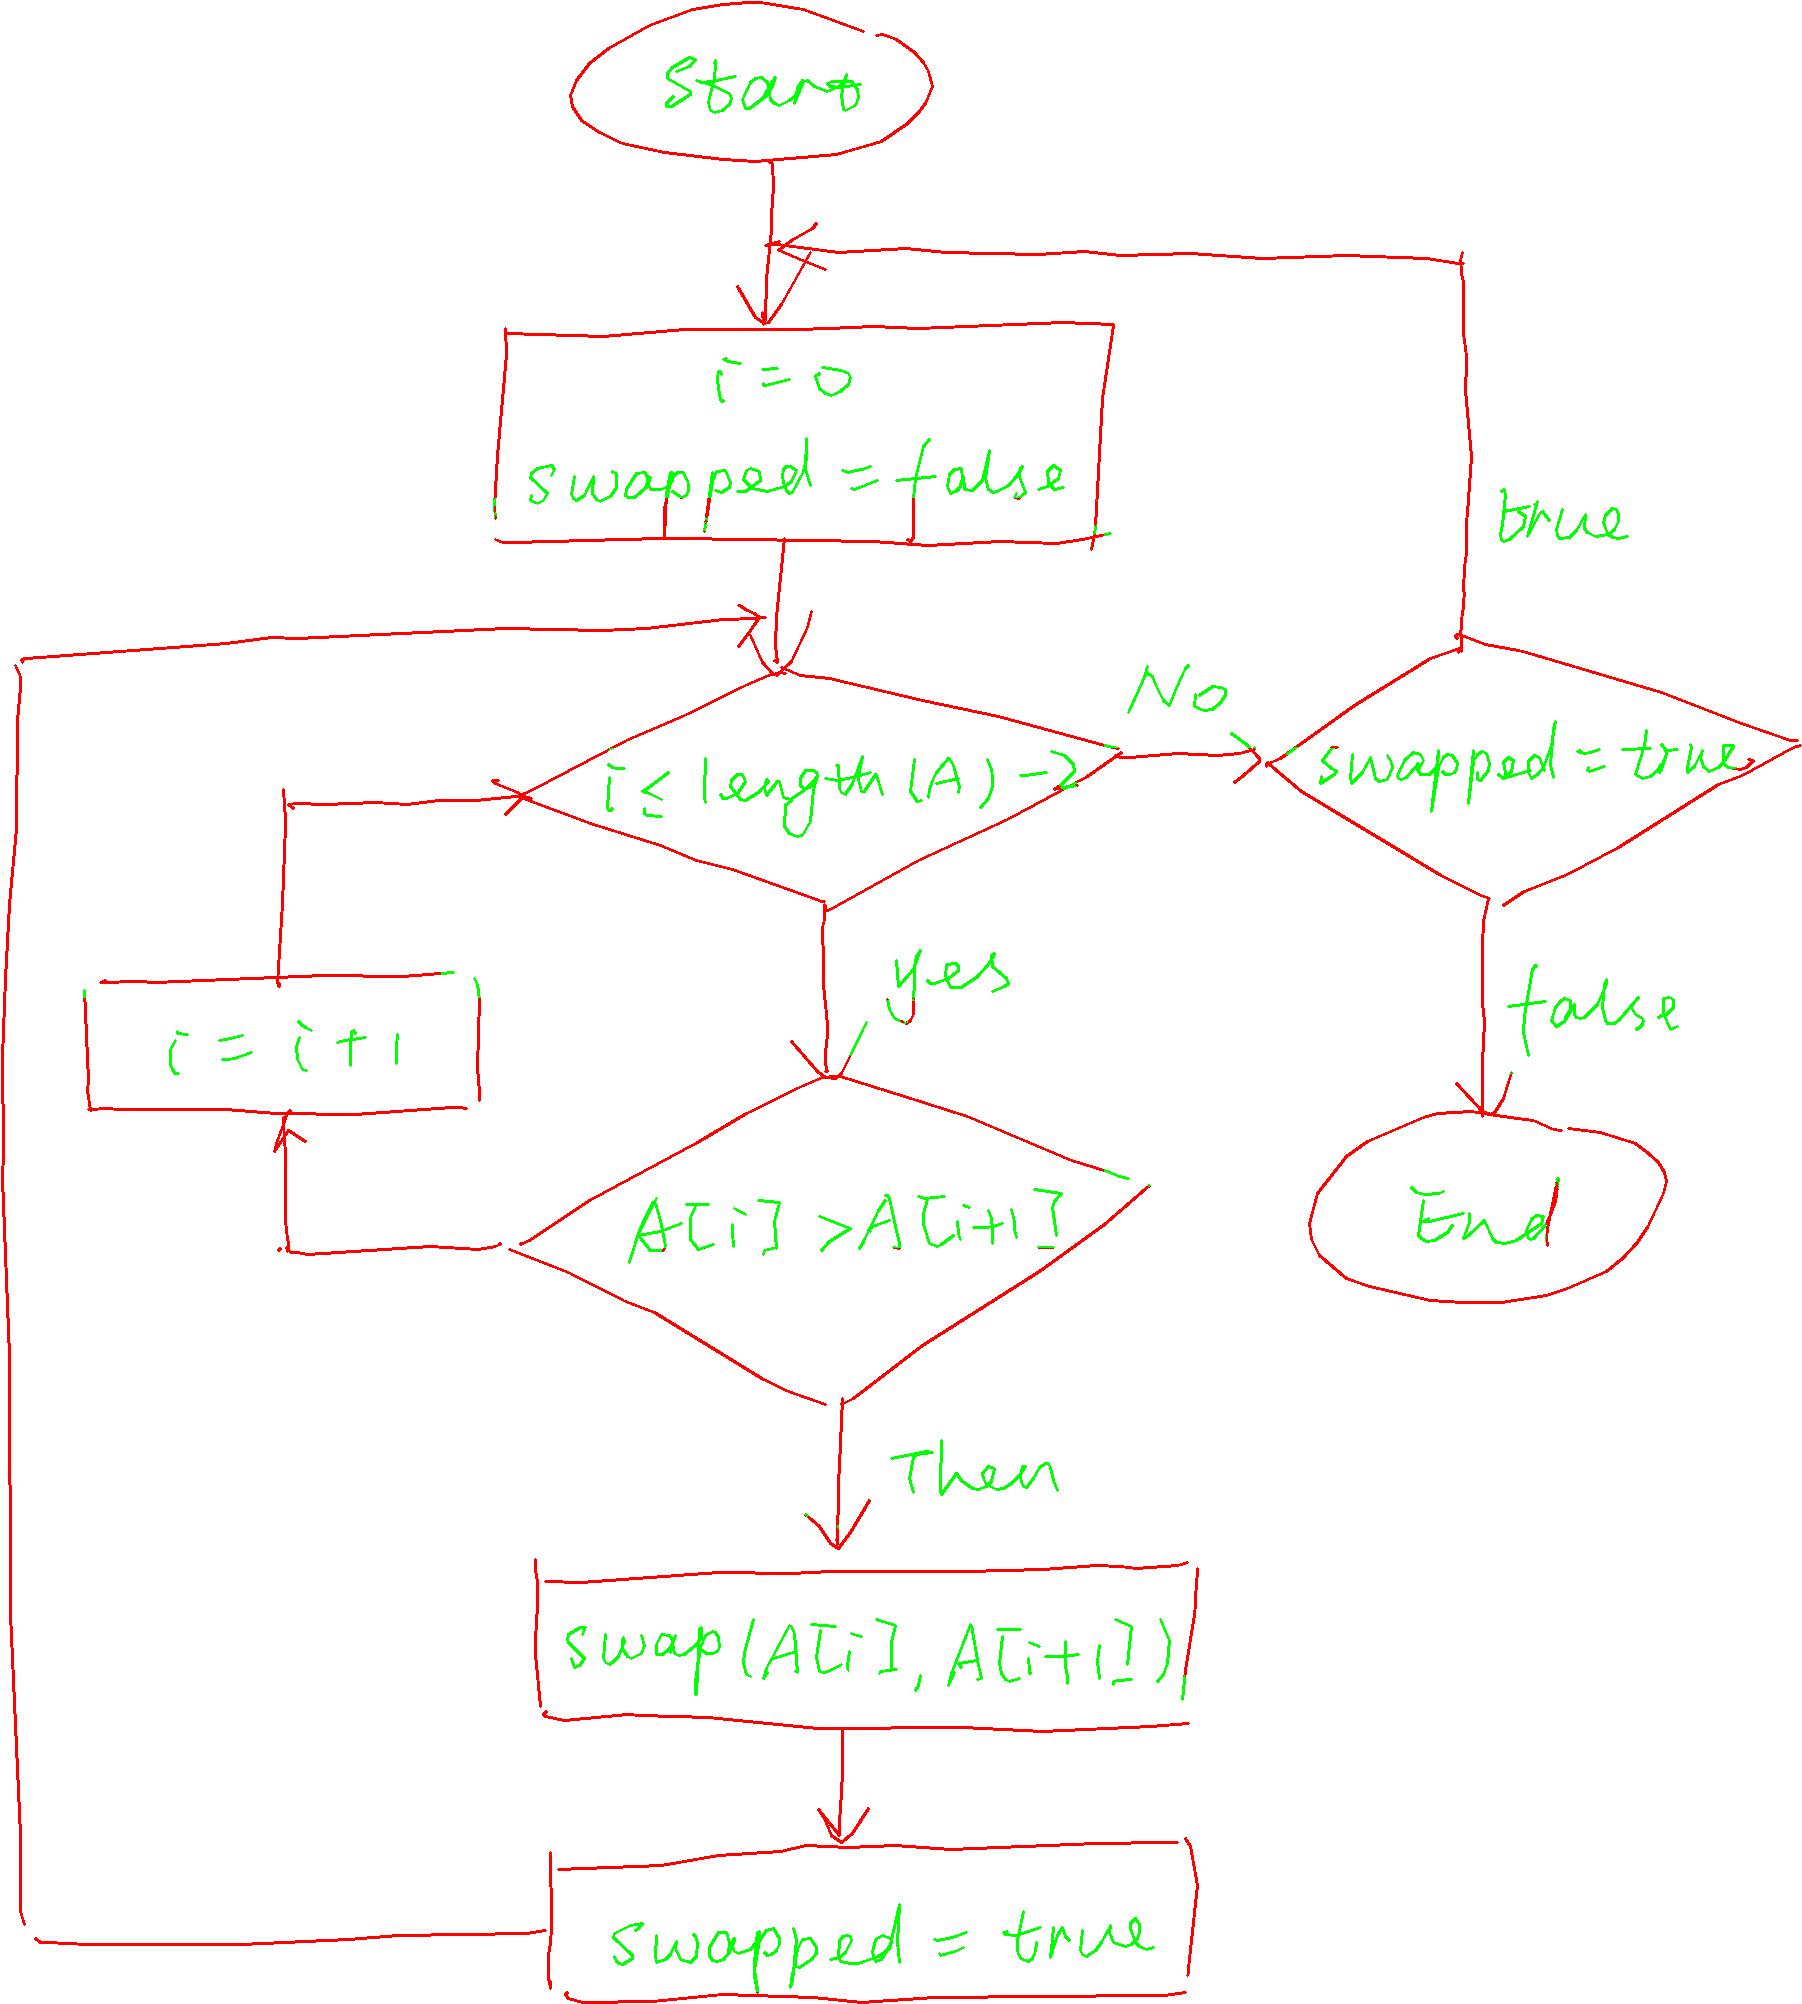 Start
i = 0
swapped = false
true
No
i ≤ length(A) - 2
swapped = true
yes
i = i + 1
false
A[i] > A[i+1]
End
Then
swap(A[i], A[i+1])
swapped = true